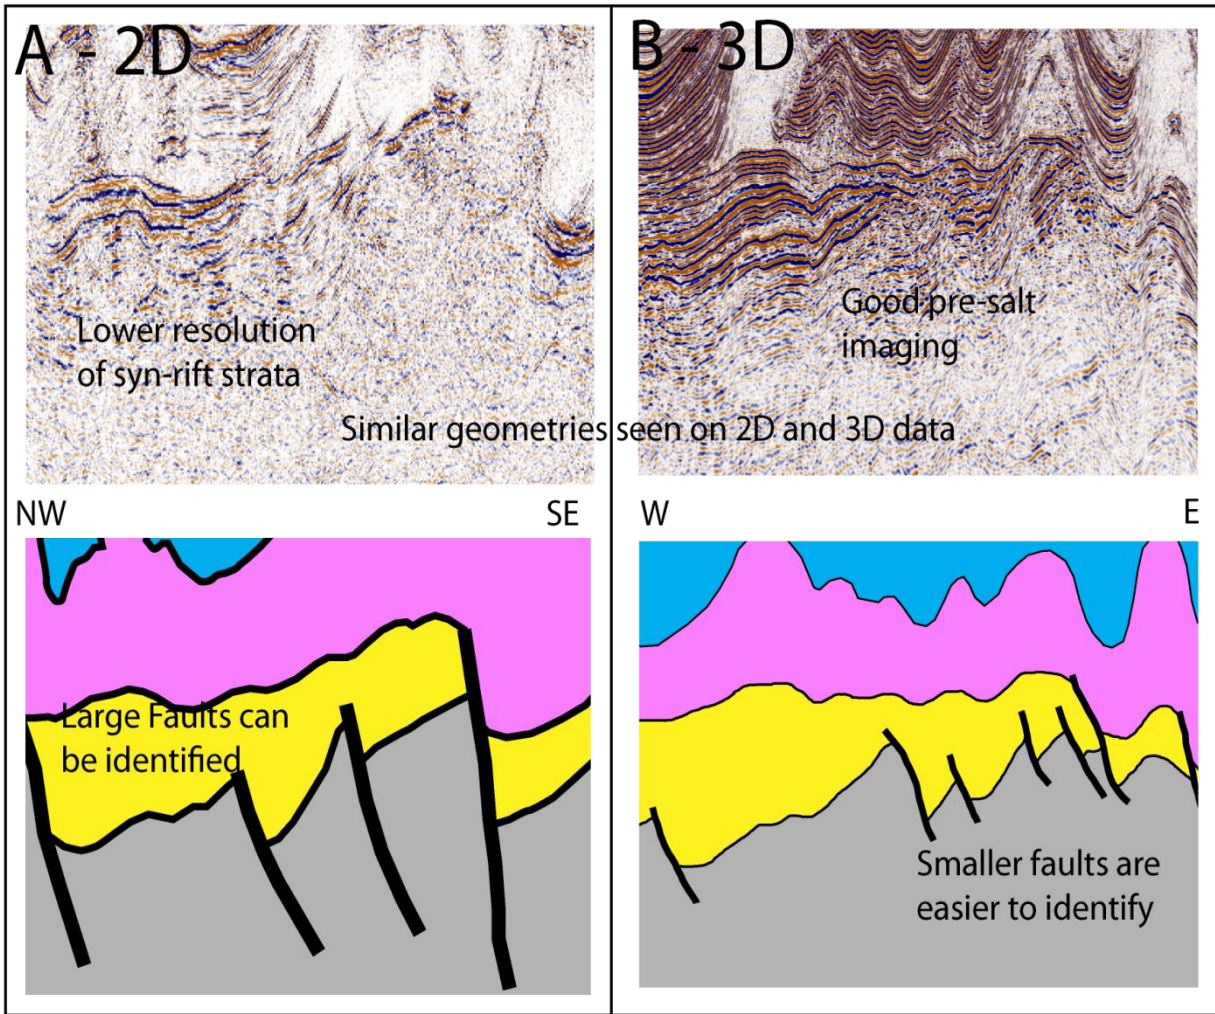 A - 2D
B - 3D
Lower resolution
of syn-rift strata
Good pre-salt
imaging
Similar geometries seen on 2D and 3D data
NW
SE
W
E
Large Faults can
be identified
Smaller faults are
easier to identify